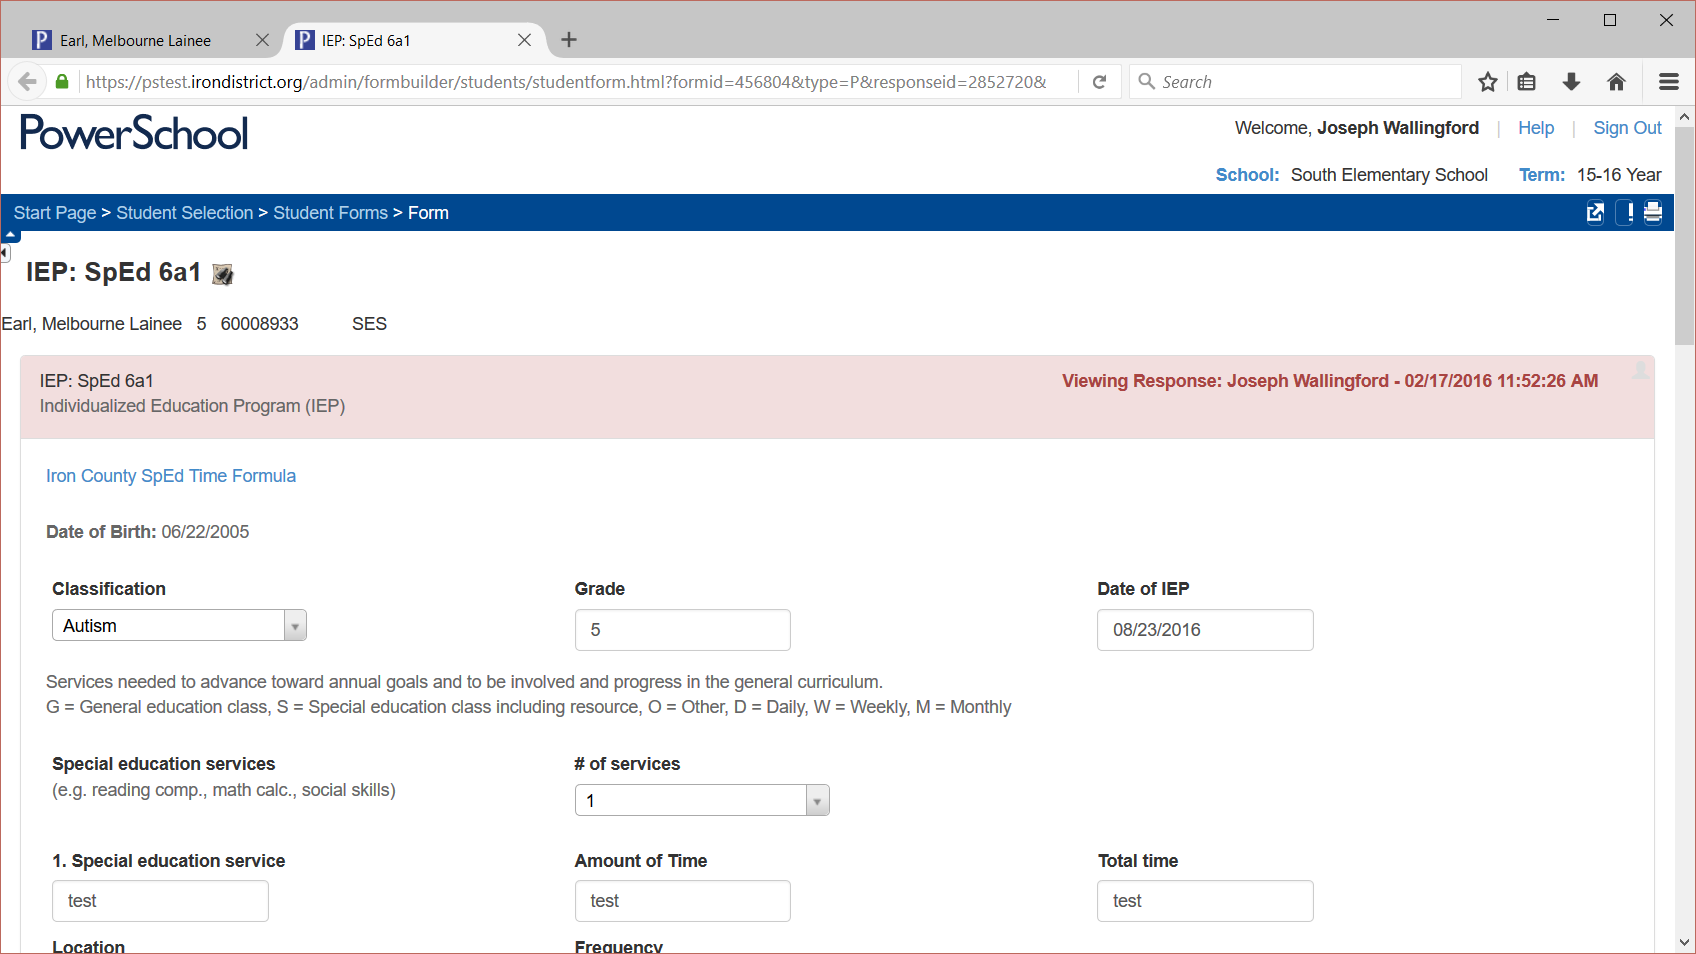 Earl, Melbourne Lainee
IEP: SpEd 6a1
https://pstest.irondistrict.org/admin/formbuilder/students/studentform.html?formid=456804&type=P&responseid=2852720&
Search
PowerSchool
Welcome, Joseph Wallingford | Help | Sign Out
School: South Elementary School Term: 15-16 Year
Start Page > Student Selection > Student Forms > Form
IEP: SpEd 6a1
Earl, Melbourne Lainee 5 60008933 SES
IEP: SpEd 6a1
Viewing Response: Joseph Wallingford - 02/17/2016 11:52:26 AM
Individualized Education Program (IEP)
Iron County SpEd Time Formula
Date of Birth: 06/22/2005
Classification Grade Date of IEP
Autism 5 08/23/2016
Services needed to advance toward annual goals and to be involved and progress in the general curriculum.
G = General education class, S = Special education class including resource, O = Other, D = Daily, W = Weekly, M = Monthly
Special education services # of services
(e.g. reading comp., math calc., social skills)
1
1. Special education service Amount of Time Total time
test test test
Location Frequency